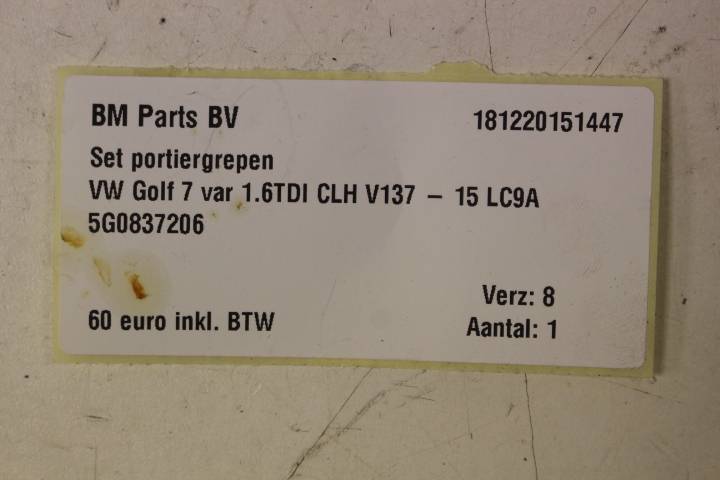 BM Parts BV 181220151447
Set portiergrepen
VW Golf 7 var 1.6TDI CLH V137 – 15 LC9A
5G0837206
Verz: 8
60 euro inkl. BTW Aantal: 1